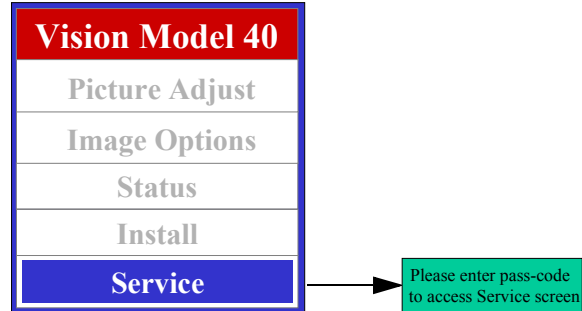 Vision Model 40
Picture Adjust
Image Options
Status
Install
Service
Please enter pass-code
to access Service screen